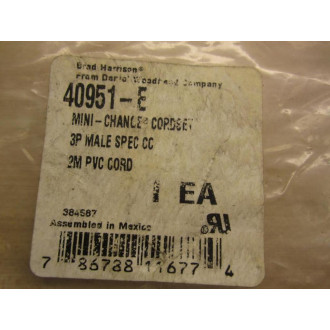 Brad Harrison®
From Daniel Woodhead Company
40951-E
MINI-CHANGE® CORDSET
3P MALE SPEC CC
2M PVC CORD
1 EA
384567
Assembled in Mexico
7 86788 11677 4